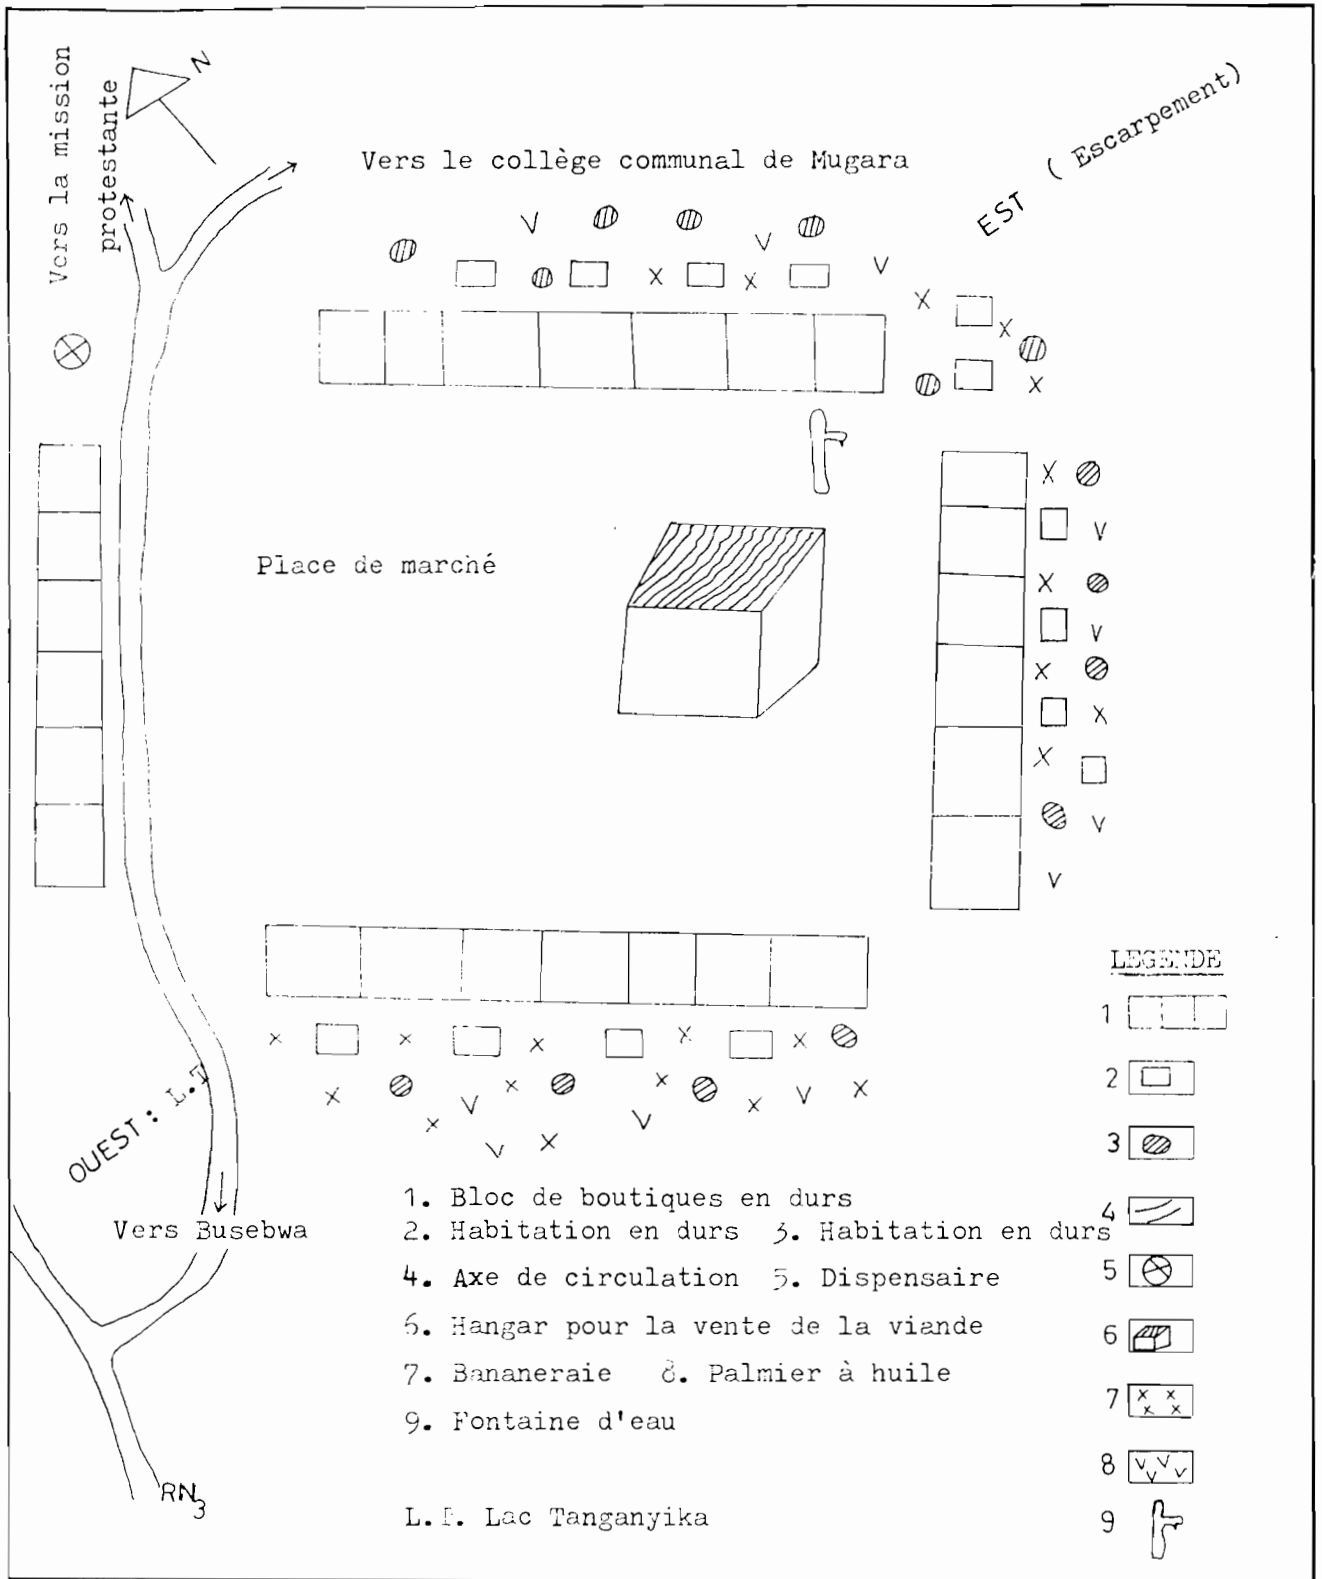 Vers la mission
protestante
N
Vers le collège communal de Mugara
EST ( Escarpement)
Place de marché
OUEST : L.T
Vers Busebwa
RN3
1. Bloc de boutiques en durs
2. Habitation en durs 3. Habitation en durs
4. Axe de circulation 5. Dispensaire
6. Hangar pour la vente de la viande
7. Bananeraie 8. Palmier à huile
9. Fontaine d'eau
L.T. Lac Tanganyika
LEGENDE
1
2
3
4
5
6
7
8
9